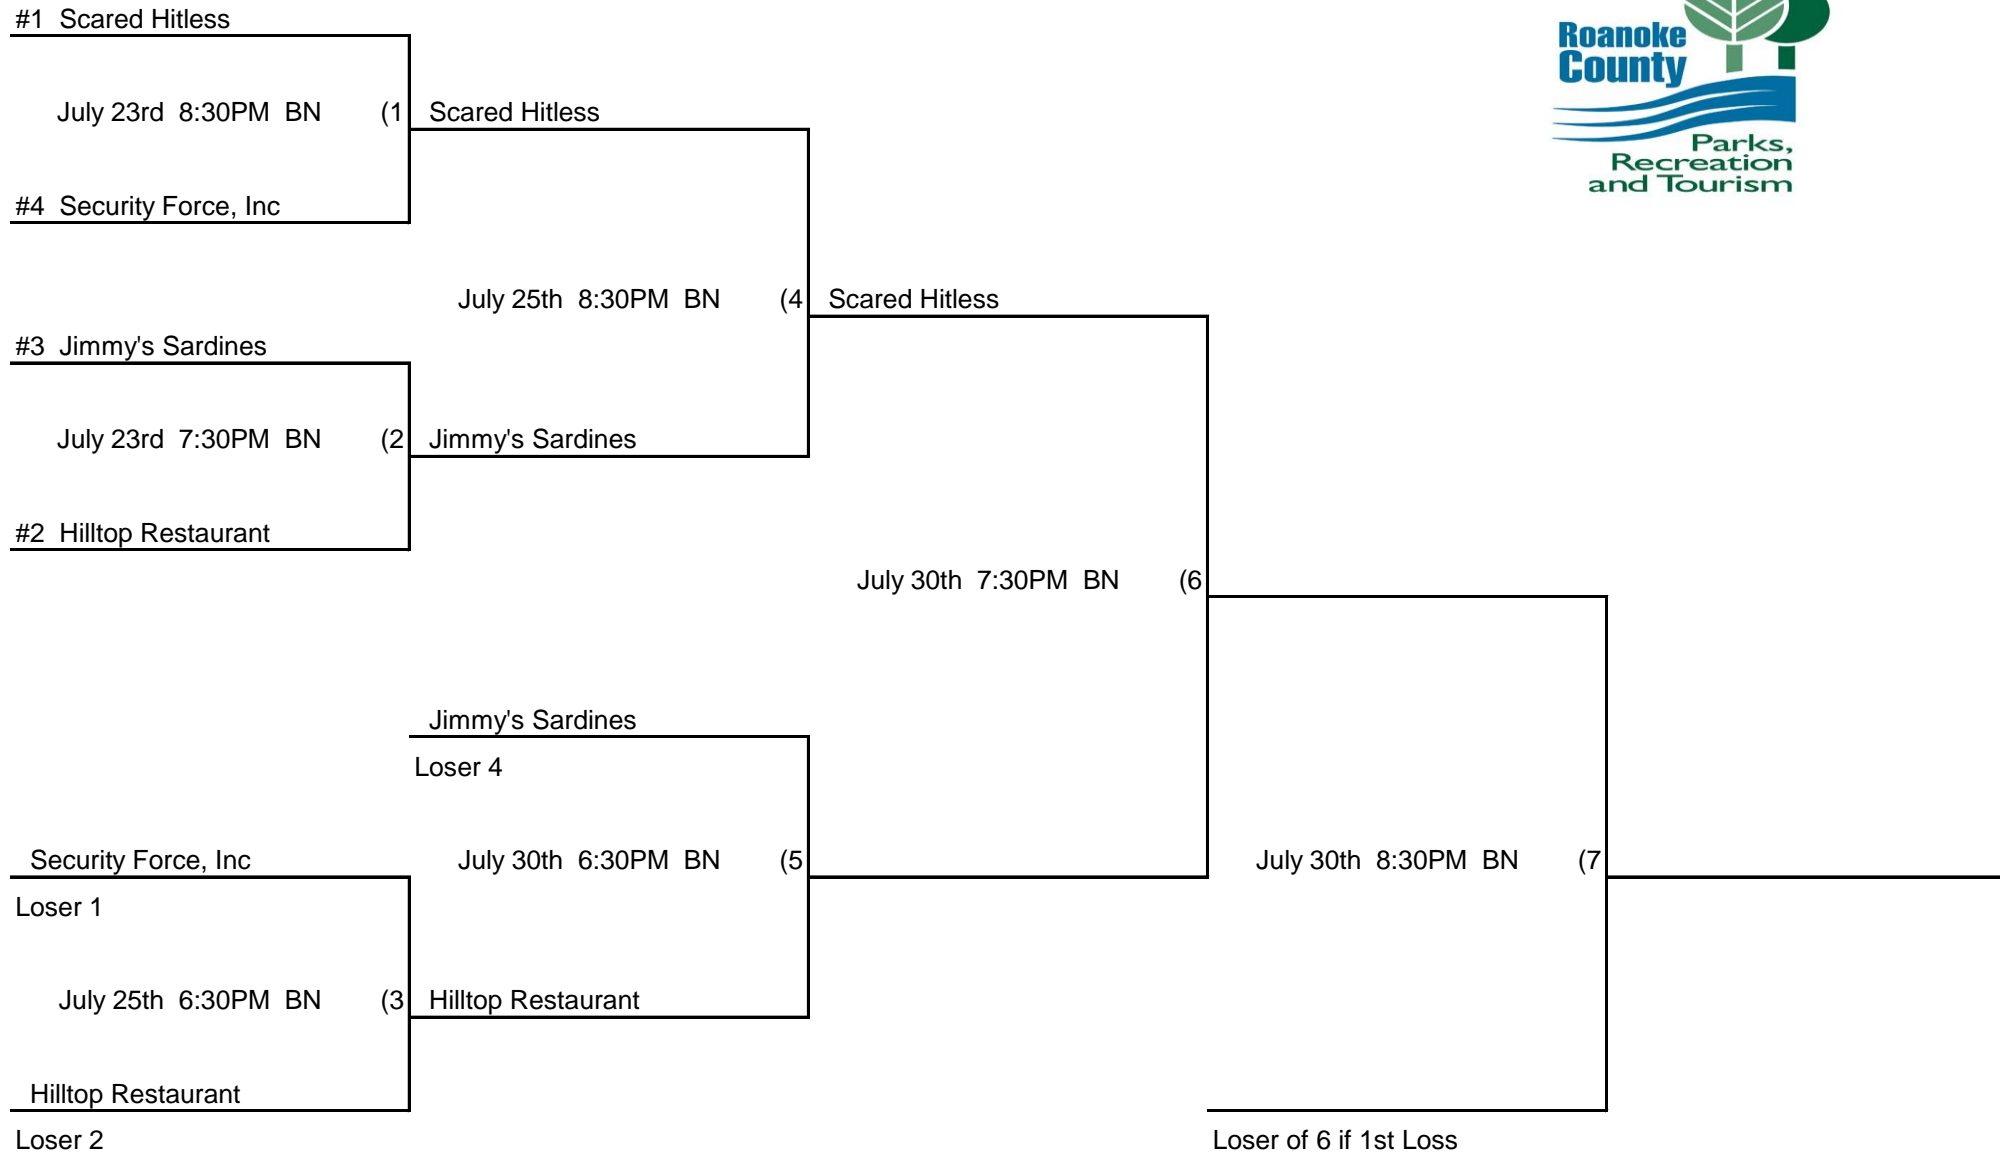 #1 Scared Hitless
Roanoke
County
July 23rd 8:30PM BN (1 Scared Hitless
Parks,
Recreation
and Tourism
#4 Security Force, Inc
July 25th 8:30PM BN (4 Scared Hitless
#3 Jimmy's Sardines
July 23rd 7:30PM BN (2 Jimmy's Sardines
#2 Hilltop Restaurant
July 30th 7:30PM BN (6
Jimmy's Sardines
Loser 4
Security Force, Inc July 30th 6:30PM BN (5 July 30th 8:30PM BN (7
Loser 1
July 25th 6:30PM BN (3 Hilltop Restaurant
Hilltop Restaurant
Loser 2 Loser of 6 if 1st Loss